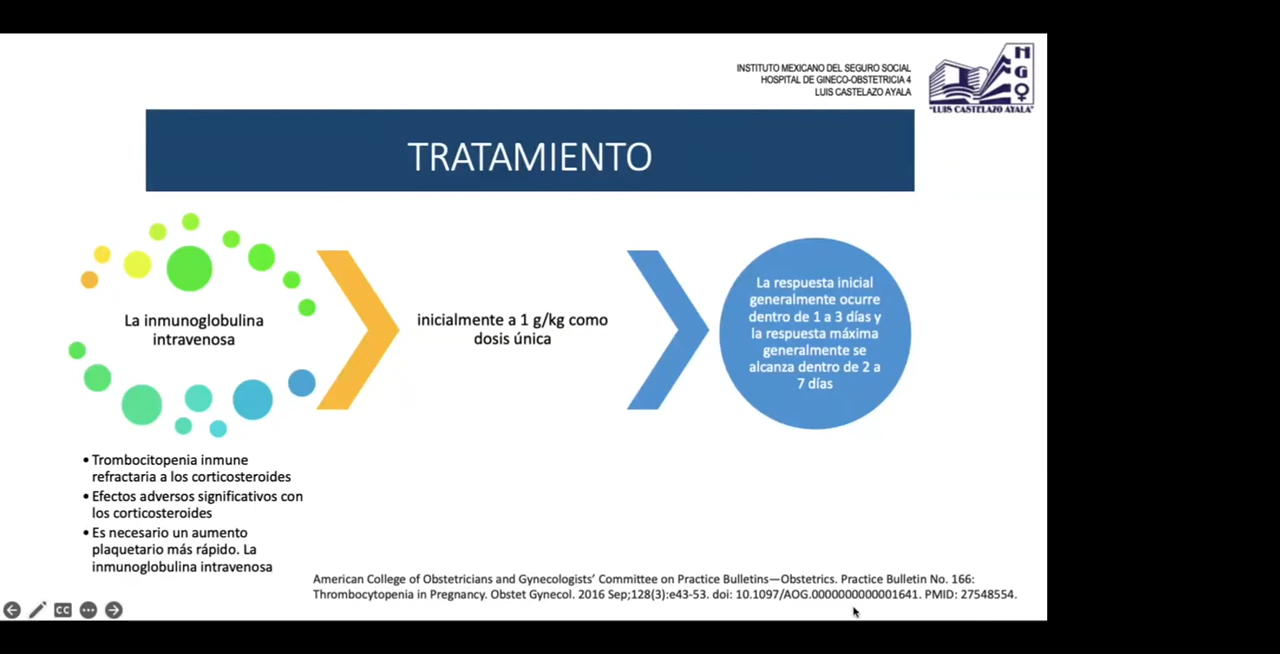 INSTITUTO MEXICANO DEL SEGURO SOCIAL
HOSPITAL DE GINECO-OBSTETRICIA 4
LUIS CASTELAZO AYALA
H
G
"LUIS CASTELAZO AYALA"
TRATAMIENTO
La inmunoglobulina
intravenosa
inicialmente a 1 g/kg como
dosis única
La respuesta inicial
generalmente ocurre
dentro de 1 a 3 días y
la respuesta máxima
generalmente se
alcanza dentro de 2 a
7 días
• Trombocitopenia inmune
refractaria a los corticosteroides
• Efectos adversos significativos con
los corticosteroides
• Es necesario un aumento
plaquetario más rápido. La
inmunoglobulina intravenosa
American College of Obstetricians and Gynecologists’ Committee on Practice Bulletins—Obstetrics. Practice Bulletin No. 166:
Thrombocytopenia in Pregnancy. Obstet Gynecol. 2016 Sep;128(3):e43-53. doi: 10.1097/AOG.0000000000001641. PMID: 27548554.
CC